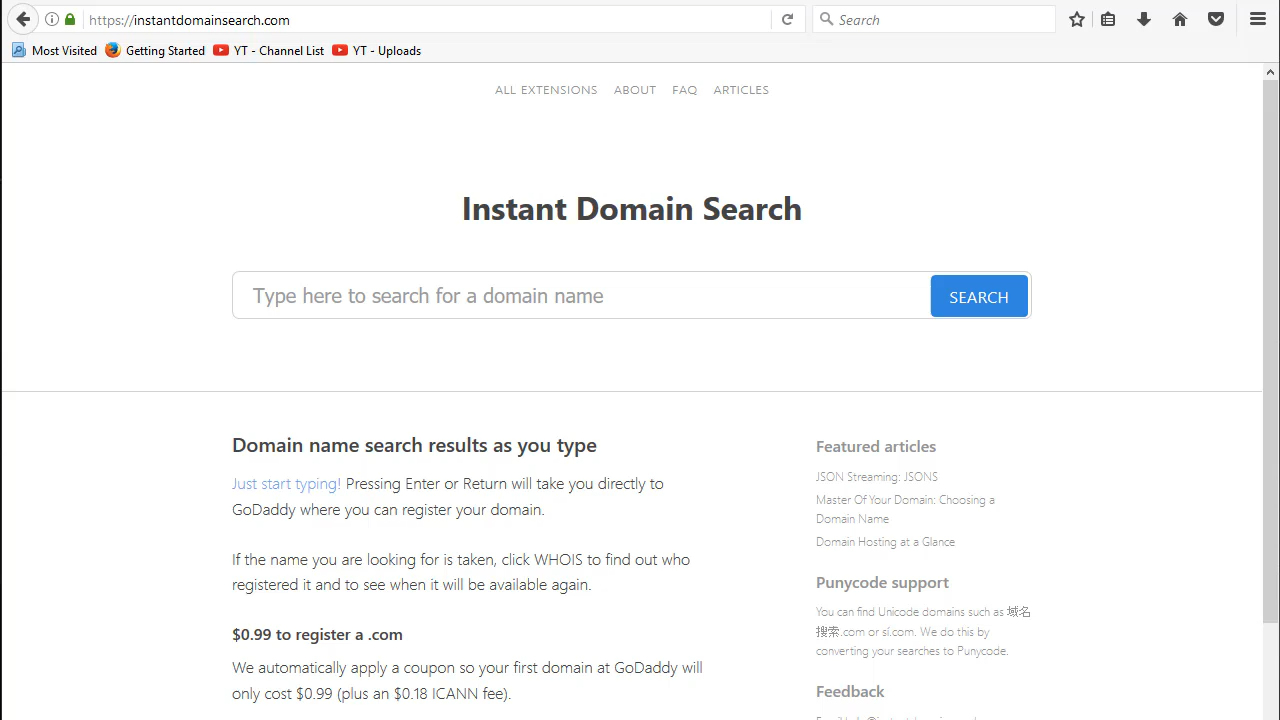 https://instantdomainsearch.com
Search
Most Visited Getting Started YT - Channel List YT - Uploads
ALL EXTENSIONS ABOUT FAQ ARTICLES
Instant Domain Search
Type here to search for a domain name SEARCH
Domain name search results as you type
Just start typing! Pressing Enter or Return will take you directly to
GoDaddy where you can register your domain.
If the name you are looking for is taken, click WHOIS to find out who
registered it and to see when it will be available again.
$0.99 to register a .com
We automatically apply a coupon so your first domain at GoDaddy will
only cost $0.99 (plus an $0.18 ICANN fee).
Featured articles
JSON Streaming: JSONS
Master Of Your Domain: Choosing a
Domain Name
Domain Hosting at a Glance
Punycode support
You can find Unicode domains such as 域名
搜索.com or sí.com. We do this by
converting your searches to Punycode.
Feedback